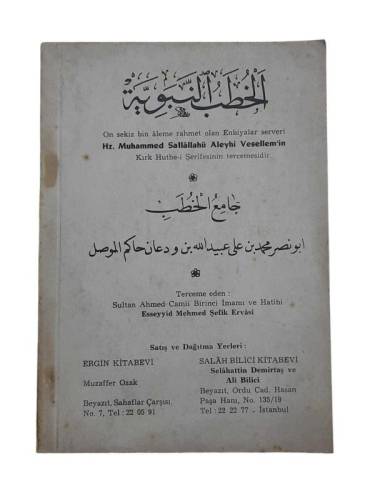 الخطب النبوية
On sekiz bin âleme rahmet olan Enbiyalar serveri
Hz. Muhammed Sallâllahü Aleyhi Vesellem'in
Kırk Hutbe-i Şerifesinin tercemesidir
جامع الخطب
ابو نصر محمد بن علی عبید الله بن ودعان حاكم الموصل
Terceme eden :
Sultan Ahmed Camii Birinci İmamı ve Hatibi
Esseyyid Mehmed Şefik Ervâsî
Satış ve Dağıtma Yerleri :
ERGİN KİTABEVİ
Muzaffer Ozak
Beyazıt, Sahaflar Çarşısı,
No. 7, Tel : 22 05 91
SALÂH BİLİCİ KİTABEVİ
Selâhattin Demirtaş ve
Ali Bilici
Beyazıt, Ordu Cad. Hasan
Paşa Hanı, No. 135/19
Tel : 22 22 77 - İstanbul